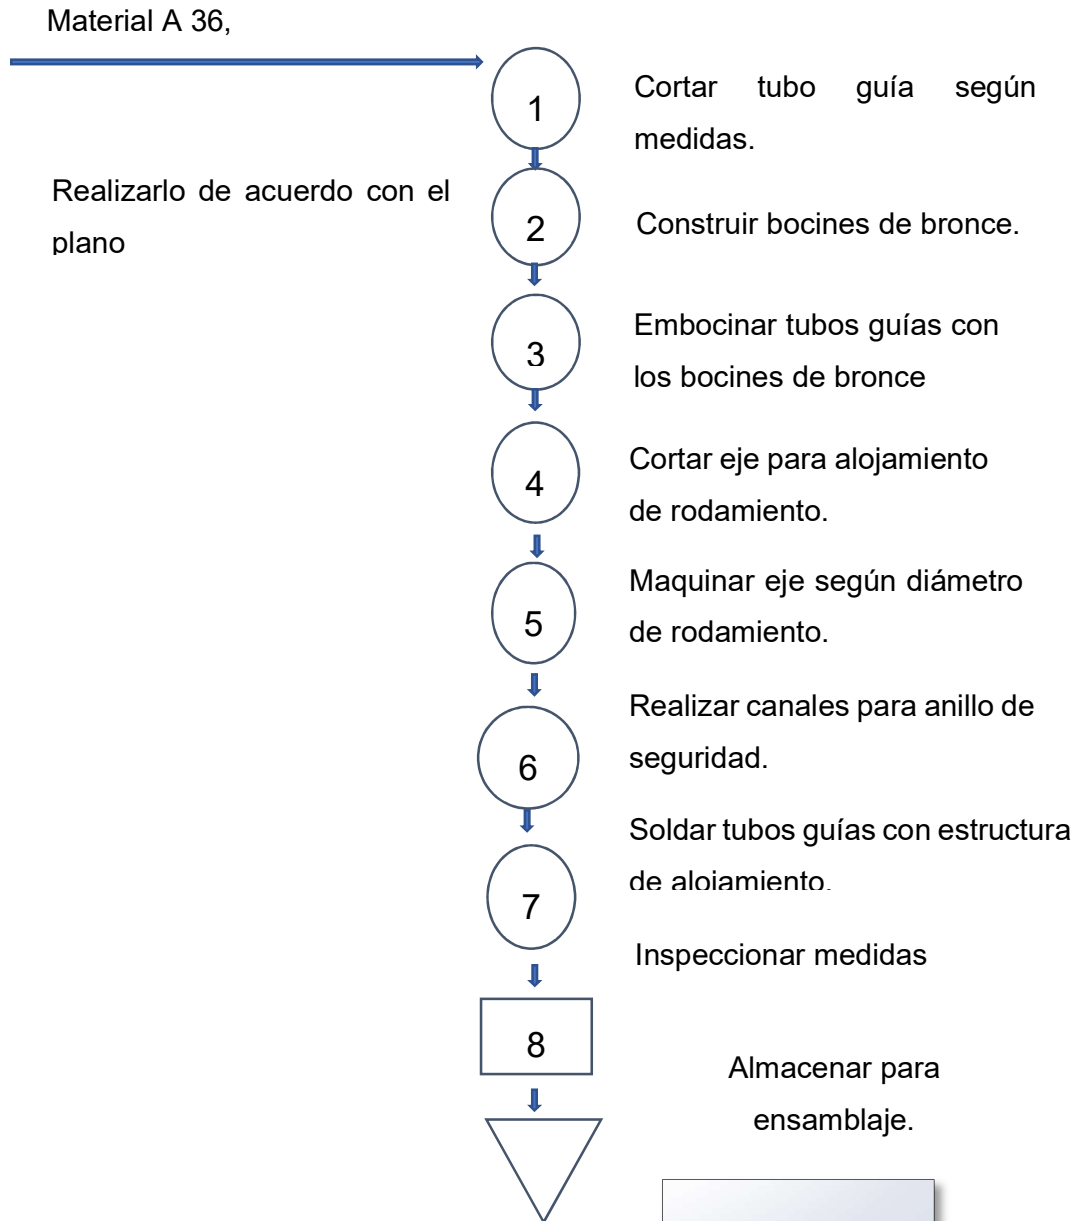 Material A 36,
1
Cortar tubo guía según
medidas.
Realizarlo de acuerdo con el
plano
2
Construir bocines de bronce.
3
Embocinar tubos guías con
los bocines de bronce
4
Cortar eje para alojamiento
de rodamiento.
5
Maquinar eje según diámetro
de rodamiento.
6
Realizar canales para anillo de
seguridad.
7
Soldar tubos guías con estructura
de alojamiento.
Inspeccionar medidas
8
Almacenar para
ensamblaje.